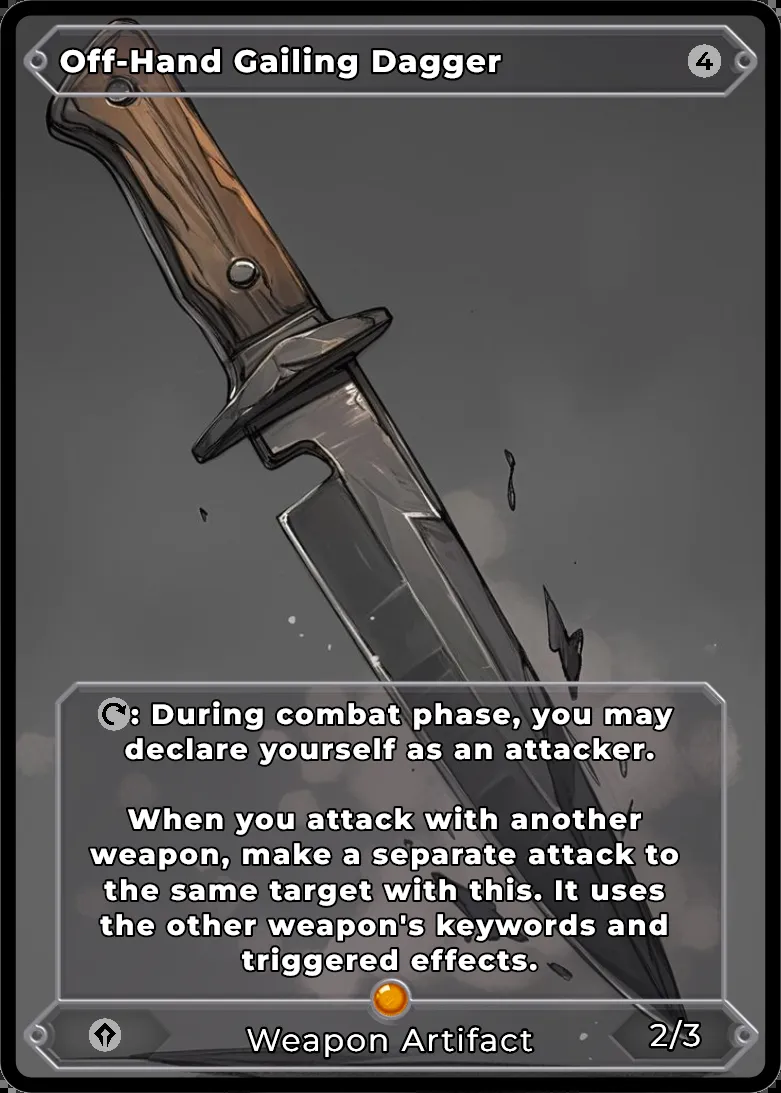 Off-Hand Gailing Dagger 4
: During combat phase, you may
declare yourself as an attacker.
When you attack with another
weapon, make a separate attack to
the same target with this. It uses
the other weapon's keywords and
triggered effects.
Weapon Artifact 2/3